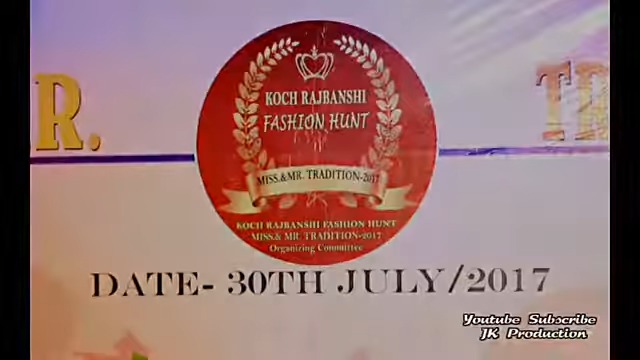 R.
TR
KOCH RAJBANSHI
FASHION HUNT
MISS.&MR. TRADITION-2017
KOCH RAJBANSHI FASHION HUNT
MISS.& MR. TRADITION-2017
Organizing Committee
DATE- 30TH JULY/2017
Youtube Subscribe
JK Production